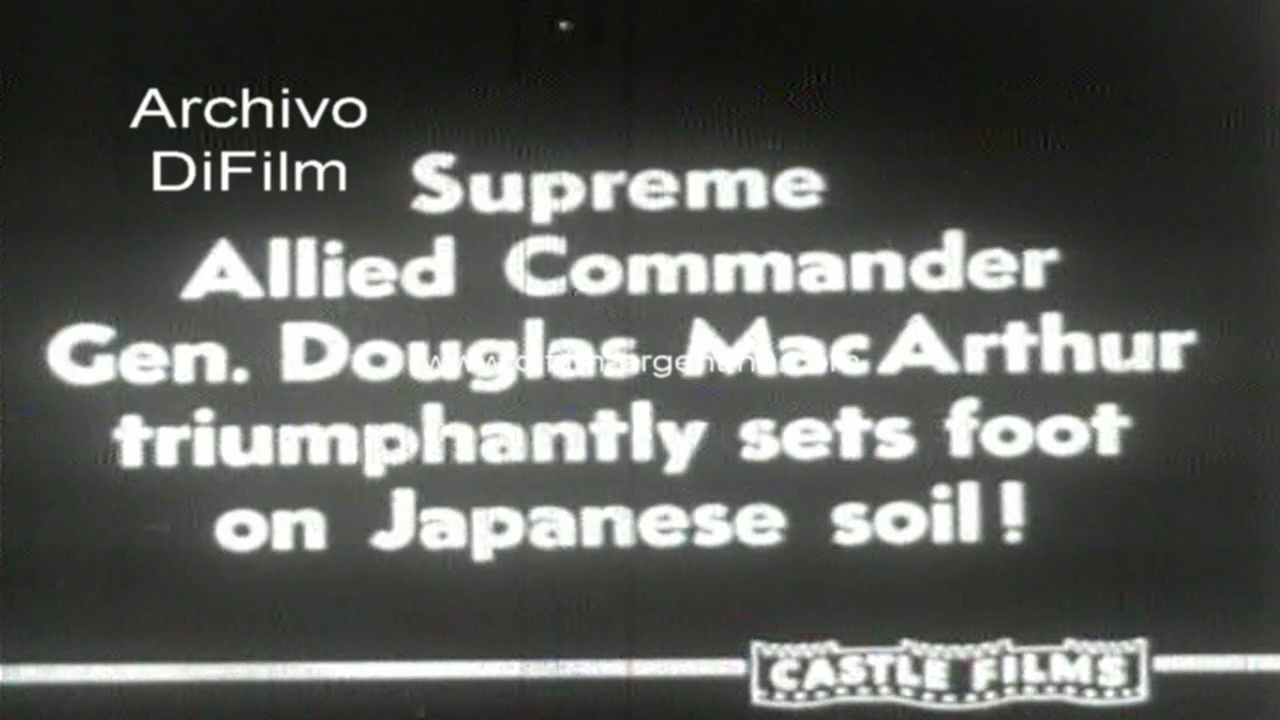 Archivo
DiFilm
Supreme
Allied Commander
Gen. Douglas MacArthur
triumphantly sets foot
on Japanese soil!
CASTLE FILMS